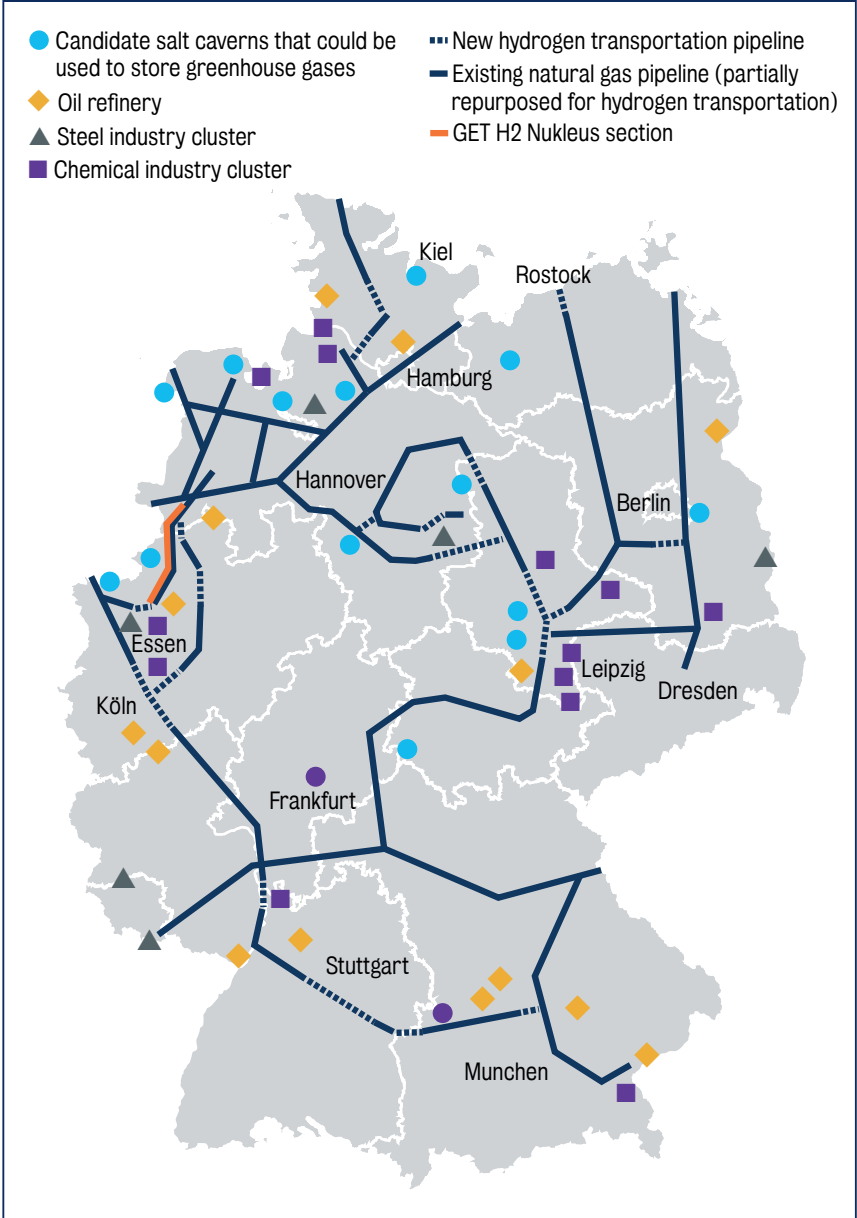 Candidate salt caverns that could be
used to store greenhouse gases
Oil refinery
Steel industry cluster
Chemical industry cluster
New hydrogen transportation pipeline
Existing natural gas pipeline (partially
repurposed for hydrogen transportation)
GET H2 Nukleus section
Kiel
Rostock
Hamburg
Hannover
Berlin
Essen
Leipzig
Dresden
Köln
Frankfurt
Stuttgart
Munchen